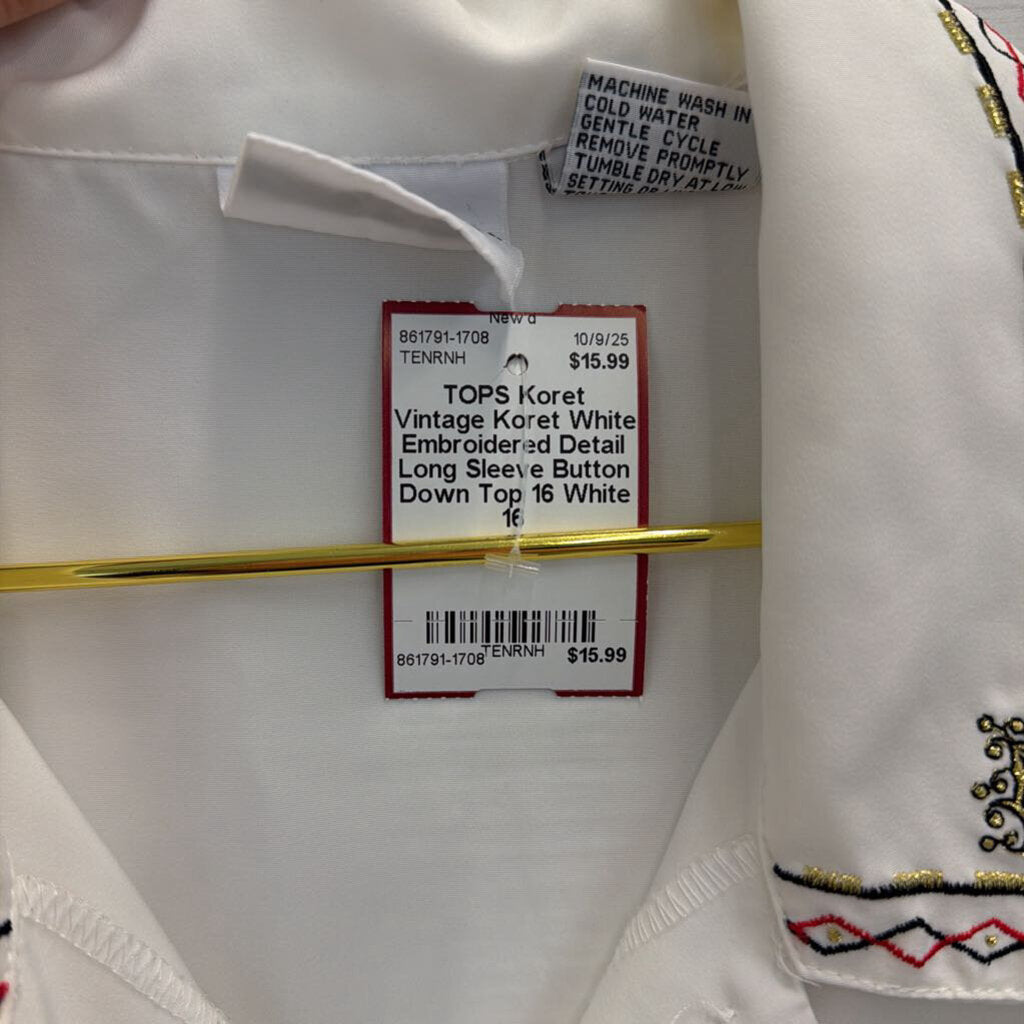 MACHINE WASH IN
COLD WATER
GENTLE CYCLE
REMOVE PROMPTLY
TUMBLE DRY AT LOW
SETTING OR
New'd
861791-1708 10/9/25
TENRNH $15.99
TOPS Koret
Vintage Koret White
Embroidered Detail
Long Sleeve Button
Down Top 16 White
16
861791-1708 TENRNH $15.99